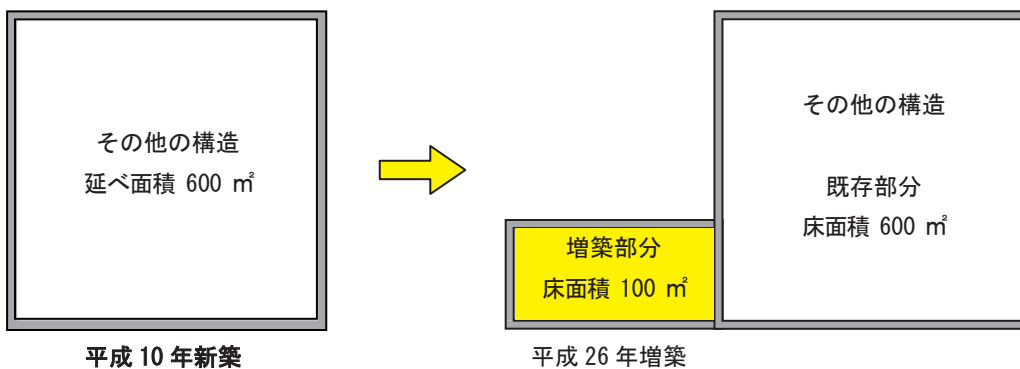 その他の構造
延べ面積 600 ㎡
平成 10 年新築
増築部分
床面積 100 ㎡
平成 26 年増築
その他の構造
既存部分
床面積 600 ㎡